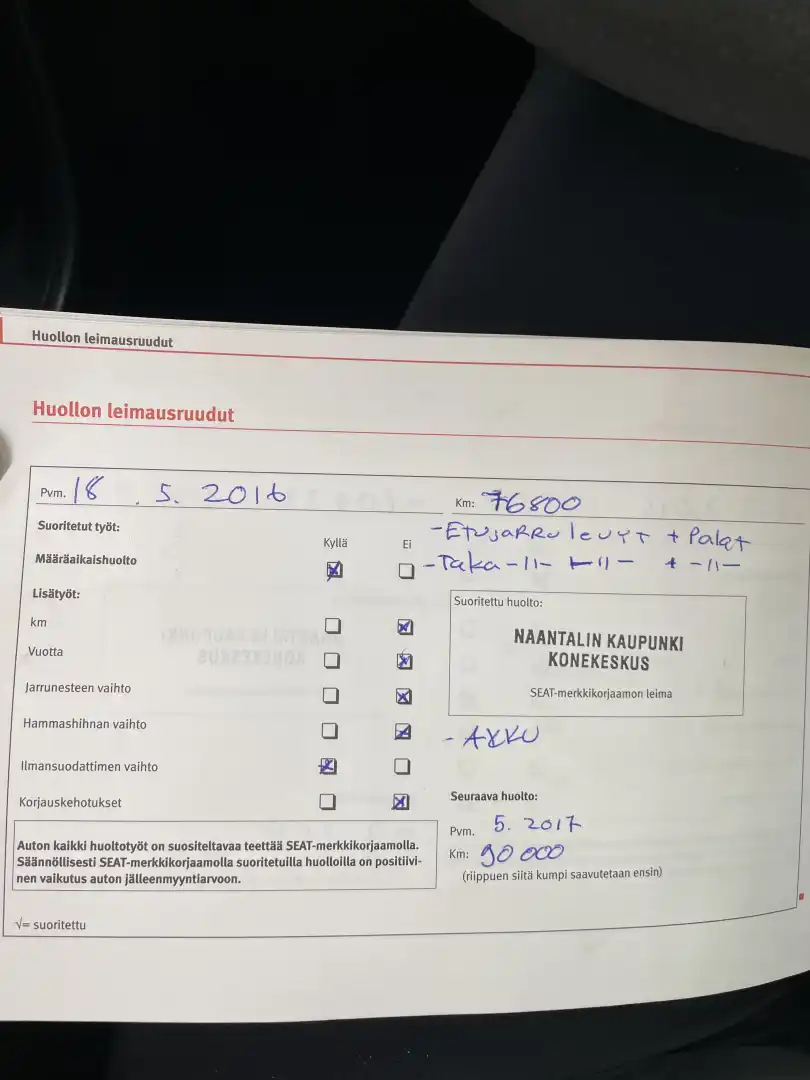 Huollon leimausruudut
Huollon leimausruudut
Pvm. 18 . 5. 2016
Km: 76800
Suoritetut työt:
Kyllä Ei
- ETUJARRU levyT + Palat
Määräaikaishuolto
- Taka -11- -11- + -11-
Lisätyöt:
Suoritettu huolto:
km
NAANTALIN KAUPUNKI
KONEKESKUS
Vuotta
SEAT-merkkikorjaamon leima
Jarrunesteen vaihto
Hammashihnan vaihto
- AKKU
Ilmansuodattimen vaihto
Korjauskehotukset
Seuraava huolto:
Pvm. 5. 2017
Km: 90 000
(riippuen siitä kumpi saavutetaan ensin)
Auton kaikki huoltotyöt on suositeltavaa teettää SEAT-merkkikorjaamolla.
Säännöllisesti SEAT-merkkikorjaamolla suoritetuilla huolloilla on positiivi-
nen vaikutus auton jälleenmyyntiarvoon.
√= suoritettu